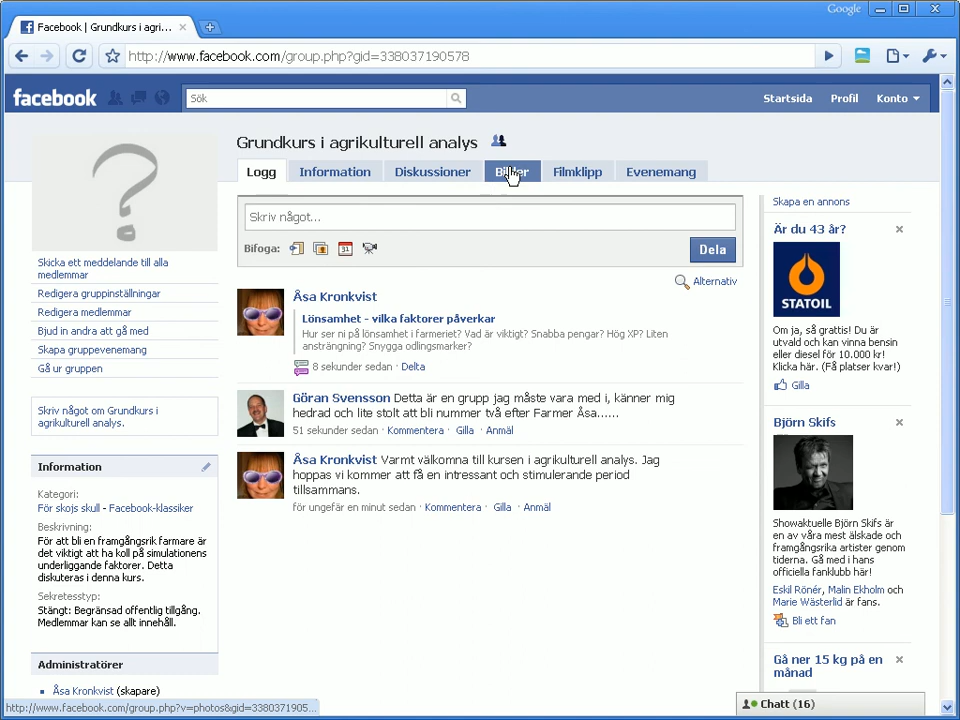 Google
Facebook | Grundkurs i agri...
http://www.facebook.com/group.php?gid=338037190578
facebook
Sök
Startsida
Profil
Konto
Grundkurs i agrikulturell analys
Logg
Information
Diskussioner
Bilder
Filmklipp
Evenemang
Skicka ett meddelande till alla
medlemmar
Redigera gruppinställningar
Redigera medlemmar
Bjud in andra att gå med
Skapa gruppevenemang
Gå ur gruppen
Skriv något om Grundkurs i
agrikulturell analys.
Information
Kategori:
För skojs skull - Facebook-klassiker
Beskrivning:
För att bli en framgångsrik farmare är
det viktigt att ha koll på simulationens
underliggande faktorer. Detta
diskuteras i denna kurs.
Sekretesstyp:
Stängt: Begränsad offentlig tillgång.
Medlemmar kan se allt innehåll.
Administratörer
Åsa Kronkvist (skapare)
Skriv något...
Bifoga:
31
Dela
Alternativ
Åsa Kronkvist
Lönsamhet - vilka faktorer påverkar
Hur ser ni på lönsamhet i farmeriet? Vad är viktigt? Snabba pengar? Hög XP? Liten
ansträngning? Snygga odlingsmarker?
8 sekunder sedan · Delta
Göran Svensson Detta är en grupp jag måste vara med i, känner mig
hedrad och lite stolt att bli nummer två efter Farmer Åsa......
51 sekunder sedan · Kommentera · Gilla · Anmäl
Åsa Kronkvist Varmt välkomna till kursen i agrikulturell analys. Jag
hoppas vi kommer att få en intressant och stimulerande period
tillsammans.
för ungefär en minut sedan · Kommentera · Gilla · Anmäl
Skapa en annons
Är du 43 år?
STATOIL
Om ja, så grattis! Du är
utvald och kan vinna bensin
eller diesel för 10.000 kr!
Klicka här. (Få platser kvar!)
Gilla
Björn Skifs
Showaktuelle Björn Skifs är
en av våra mest älskade och
framgångsrika artister genom
tiderna. Gå med i hans
officiella fanklubb här!
Eskil Rönér, Malin Ekholm och
Marie Wästerlid är fans.
Bli ett fan
Gå ner 15 kg på en
månad
http://www.facebook.com/group.php?v=photos&gid=3380371905...
Chatt (16)